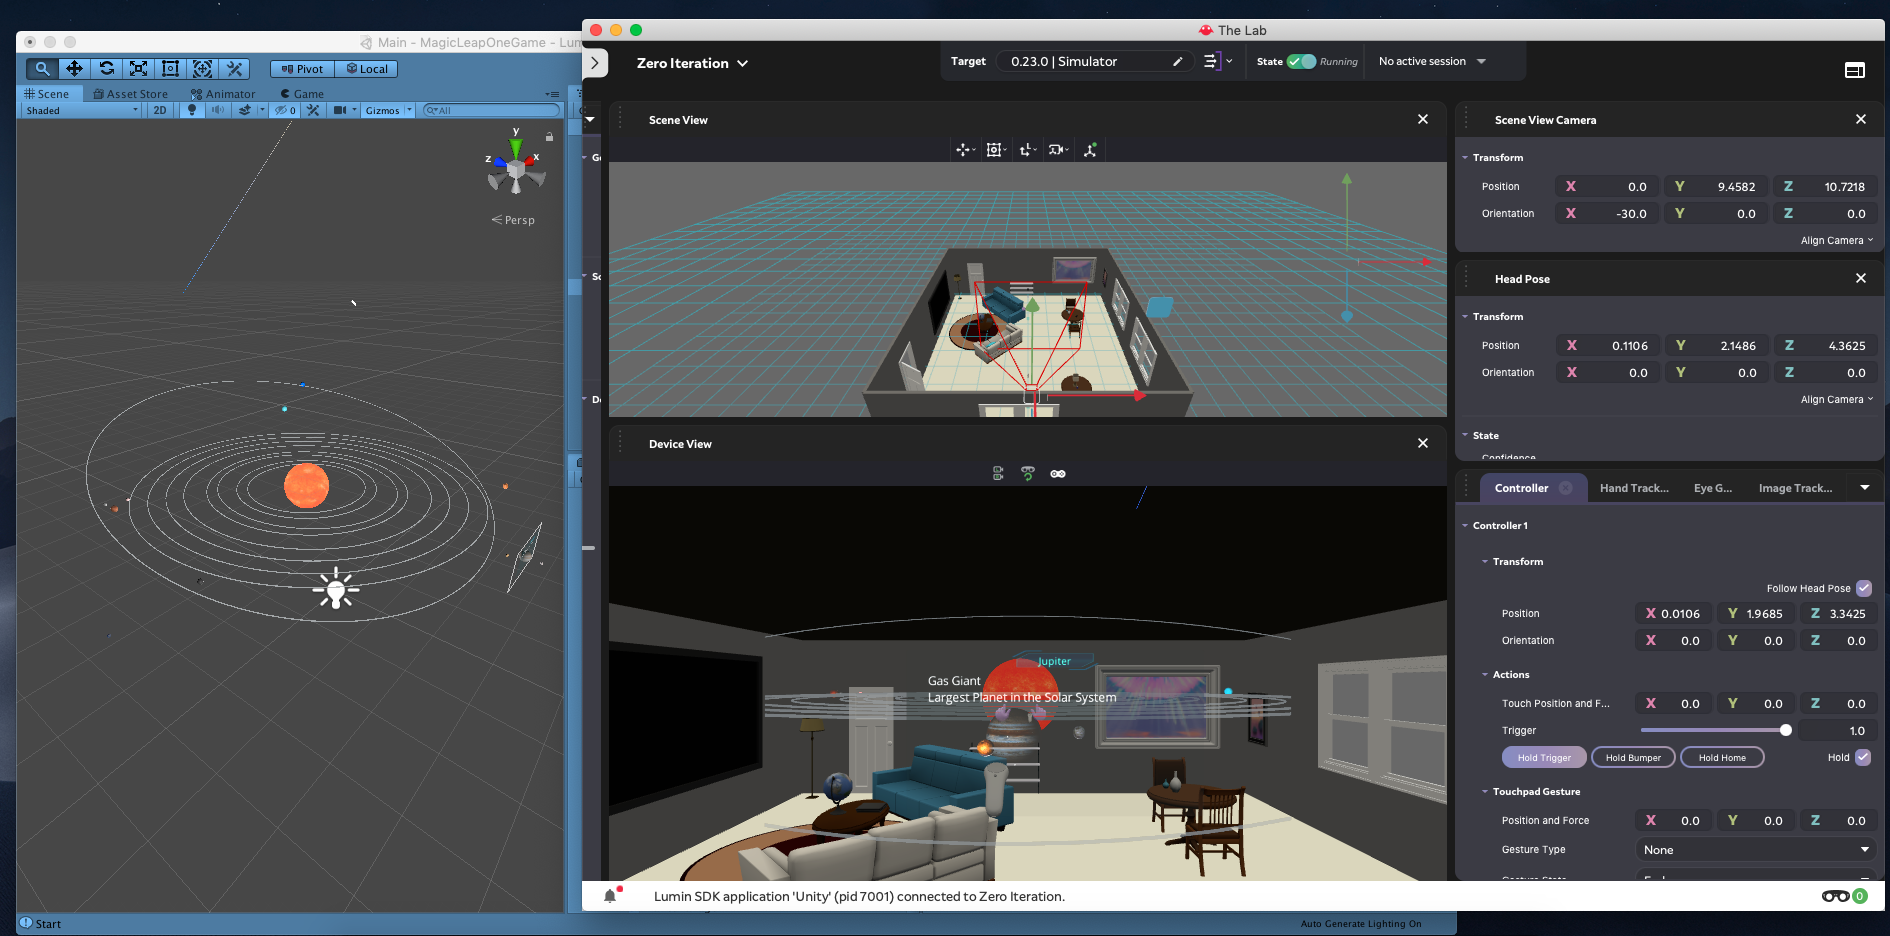 Main - MagicLeapOneGame - Lun
Pivot
Local
Scene
Asset Store
Animator
Game
Shaded
2D
0
Gizmos
All
y
z
x
Persp
Start
Auto Generate Lighting On
The Lab
Zero Iteration
Target
0.23.0 | Simulator
State
Running
No active session
Ge
Sc
De
Scene View
Device View
Jupiter
Gas Giant
Largest Planet in the Solar System
Scene View Camera
Transform
Position X 0.0 Y 9.4582 Z 10.7218
Orientation X -30.0 Y 0.0 Z 0.0
Align Camera
Head Pose
Transform
Position X 0.1106 Y 2.1486 Z 4.3625
Orientation X 0.0 Y 0.0 Z 0.0
Align Camera
State
Confidence
Controller
Hand Track...
Eye G...
Image Track...
Controller 1
Transform
Follow Head Pose
Position X 0.0106 Y 1.9685 Z 3.3425
Orientation X 0.0 Y 0.0 Z 0.0
Actions
Touch Position and F... X 0.0 Y 0.0 Z 0.0
Trigger 1.0
Hold Trigger
Hold Bumper
Hold Home
Hold
Touchpad Gesture
Position and Force X 0.0 Y 0.0 Z 0.0
Gesture Type None
Lumin SDK application 'Unity' (pid 7001) connected to Zero Iteration.
0